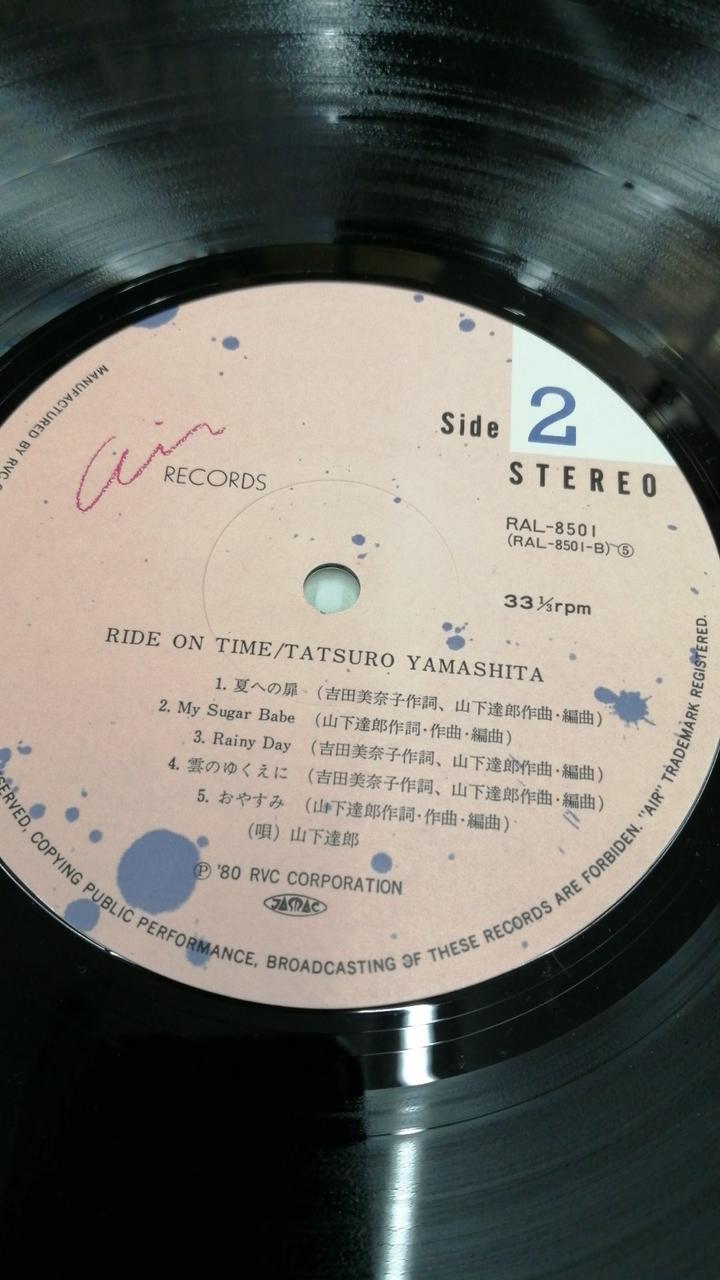 air
RECORDS
Side 2
STEREO
RAL-8501
(RAL-8501-B) ⑤
33⅓rpm
RIDE ON TIME/TATSURO YAMASHITA
1. 夏への扉 (吉田美奈子作詞、山下達郎作曲・編曲)
2. My Sugar Babe (山下達郎作詞・作曲・編曲)
3. Rainy Day (吉田美奈子作詞、山下達郎作曲・編曲)
4. 雲のゆくえに (吉田美奈子作詞、山下達郎作曲・編曲)
5. おやすみ (山下達郎作詞・作曲・編曲)
(唄) 山下達郎
Ⓟ '80 RVC CORPORATION
JASRAC
MANUFACTURED BY RVC
COPYING PUBLIC PERFORMANCE, BROADCASTING OF THESE RECORDS ARE FORBIDEN. "AIR" TRADEMARK REGISTERED.